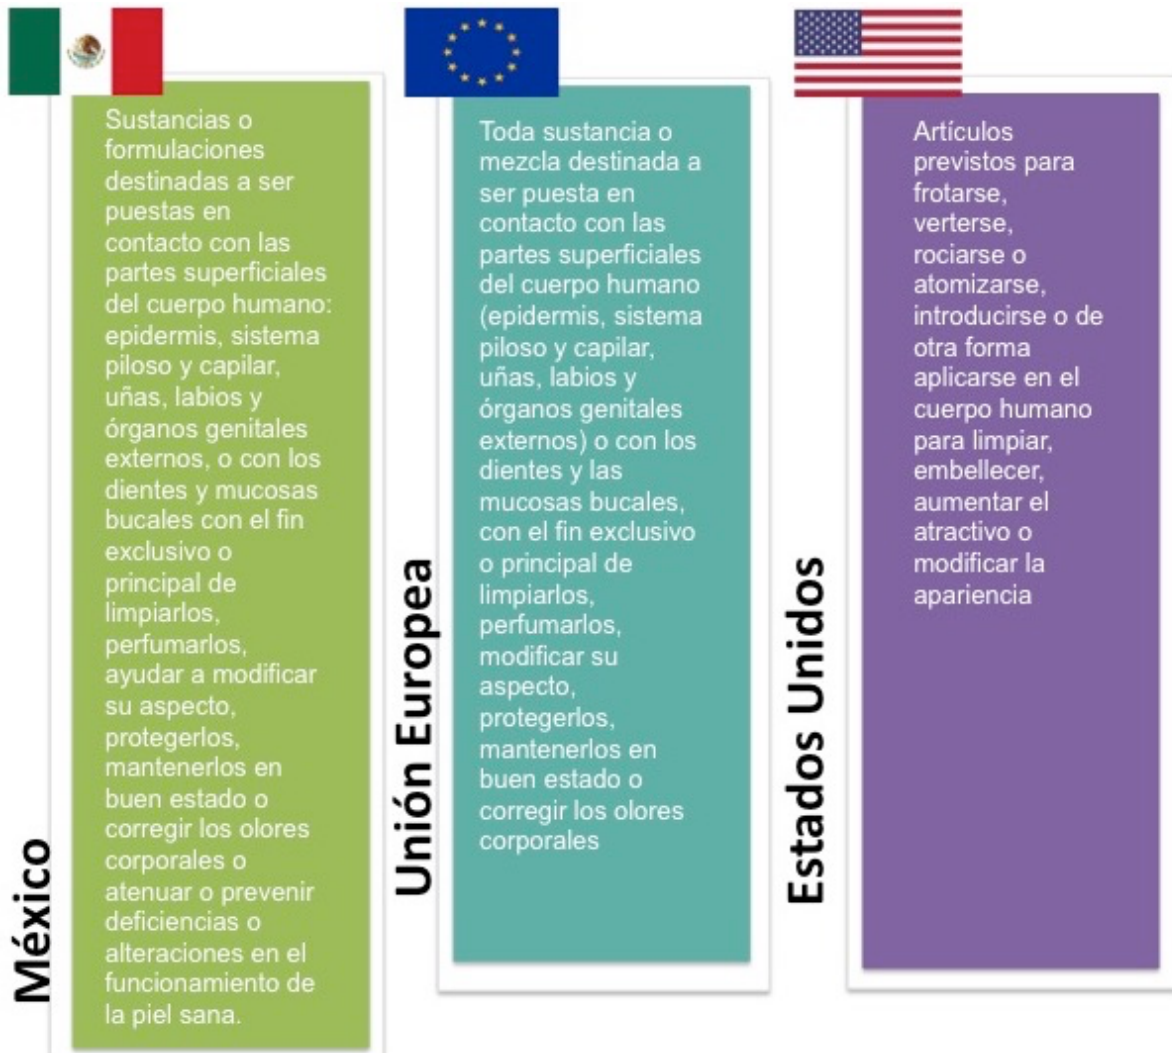 México
Sustancias o
formulaciones
destinadas a ser
puestas en
contacto con las
partes superficiales
del cuerpo humano:
epidermis, sistema
piloso y capilar,
uñas, labios y
órganos genitales
externos, o con los
dientes y mucosas
bucales con el fin
exclusivo o
principal de
limpiarlos,
perfumarlos,
ayudar a modificar
su aspecto,
protegerlos,
mantenerlos en
buen estado o
corregir los olores
corporales o
atenuar o prevenir
deficiencias o
alteraciones en el
funcionamiento de
la piel sana.
Unión Europea
Toda sustancia o
mezcla destinada a
ser puesta en
contacto con las
partes superficiales
del cuerpo humano
(epidermis, sistema
piloso y capilar,
uñas, labios y
órganos genitales
externos) o con los
dientes y las
mucosas bucales,
con el fin exclusivo
o principal de
limpiarlos,
perfumarlos,
modificar su
aspecto,
protegerlos,
mantenerlos en
buen estado o
corregir los olores
corporales
Estados Unidos
Artículos
previstos para
frotarse,
verterse,
rociarse o
atomizarse,
introducirse o de
otra forma
aplicarse en el
cuerpo humano
para limpiar,
embellecer,
aumentar el
atractivo o
modificar la
apariencia